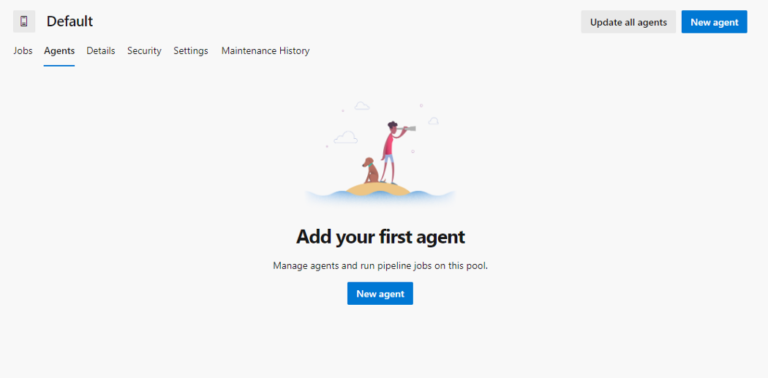 Default
Update all agents
New agent
Jobs Agents Details Security Settings Maintenance History
Add your first agent
Manage agents and run pipeline jobs on this pool.
New agent